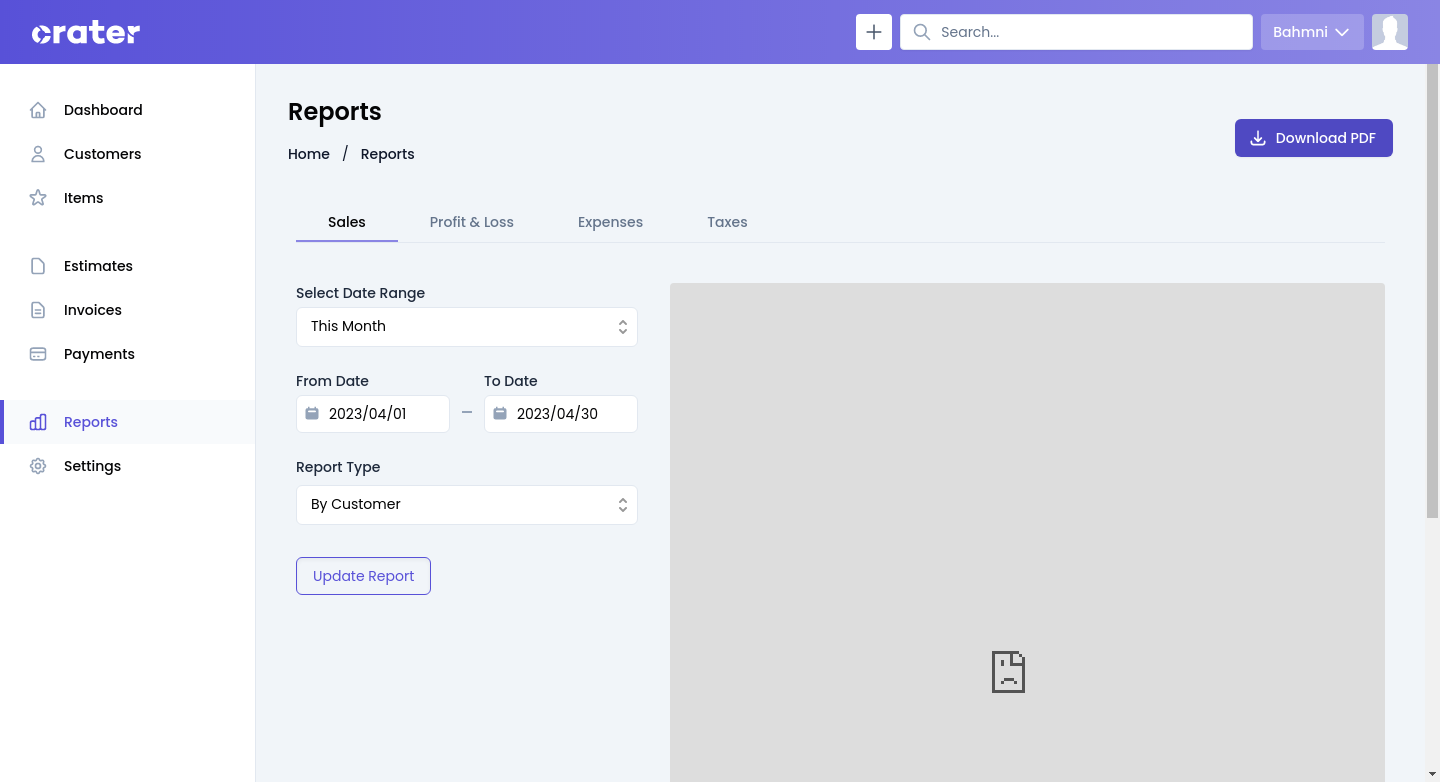 crater
Search...
Bahmni
Dashboard
Customers
Items
Estimates
Invoices
Payments
Reports
Settings
Reports
Home / Reports
Download PDF
Sales
Profit & Loss
Expenses
Taxes
Select Date Range
This Month
From Date
To Date
2023/04/01
2023/04/30
Report Type
By Customer
Update Report